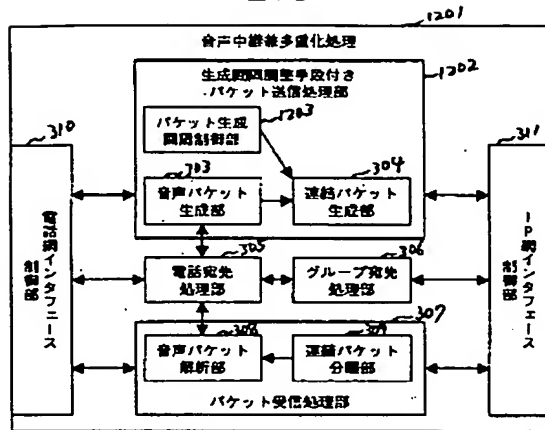 1201
音声中継兼多重化処理
1202
生成間隔調整手段付き
パケット送信処理部
1203
パケット生成
間隔制御部
303
音声パケット
生成部
304
連結パケット
生成部
310
電話網インタフェース
制御部
311
IP網インタフェース
制御部
305
電話宛先
処理部
306
グループ宛先
処理部
307
308
音声パケット
解析部
309
連結パケット
分離部
パケット受信処理部